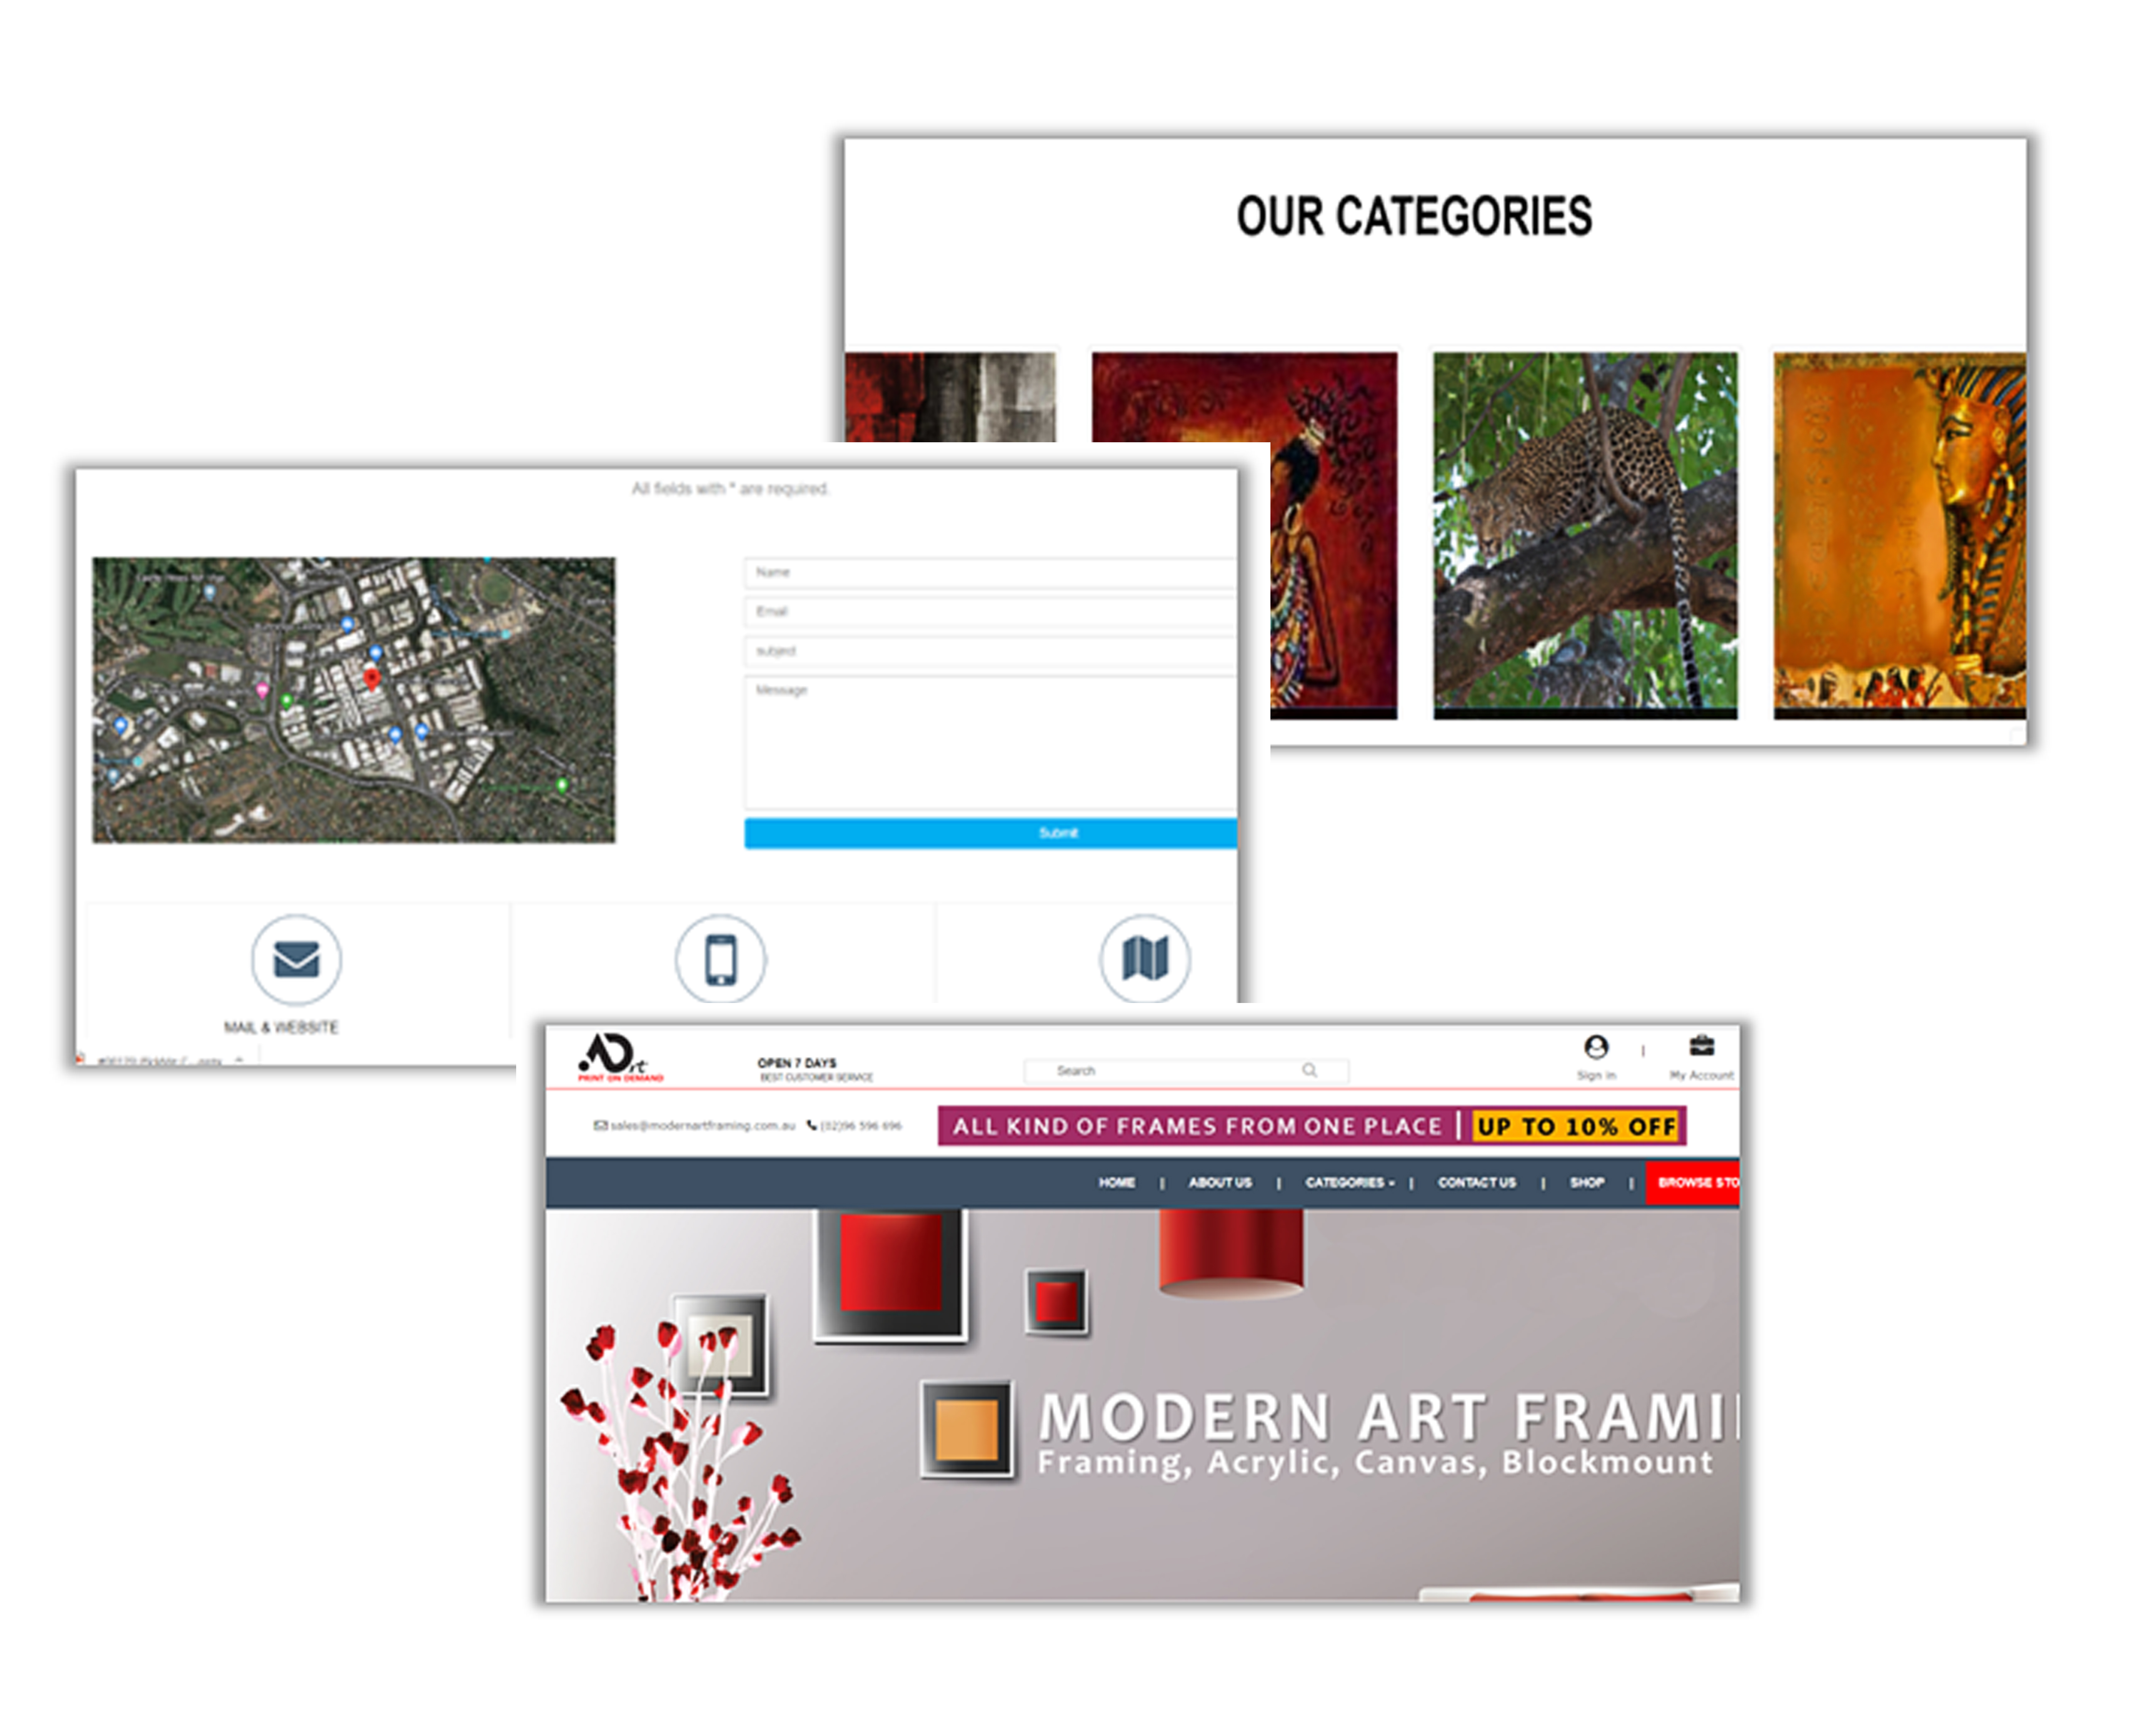 OUR CATEGORIES
All fields with * are required.
Name
Email
subject
Message
Submit
MAIL & WEBSITE
ADrt
PRINT ON DEMAND
OPEN 7 DAYS
BEST CUSTOMER SERVICE
Search
Sign in
|
My Account
sales@modernartframing.com.au (02)96 596 696
ALL KIND OF FRAMES FROM ONE PLACE | UP TO 10% OFF
HOME | ABOUT US | CATEGORIES | CONTACT US | SHOP | BROWSE STO
MODERN ART FRAMI
Framing, Acrylic, Canvas, Blockmount